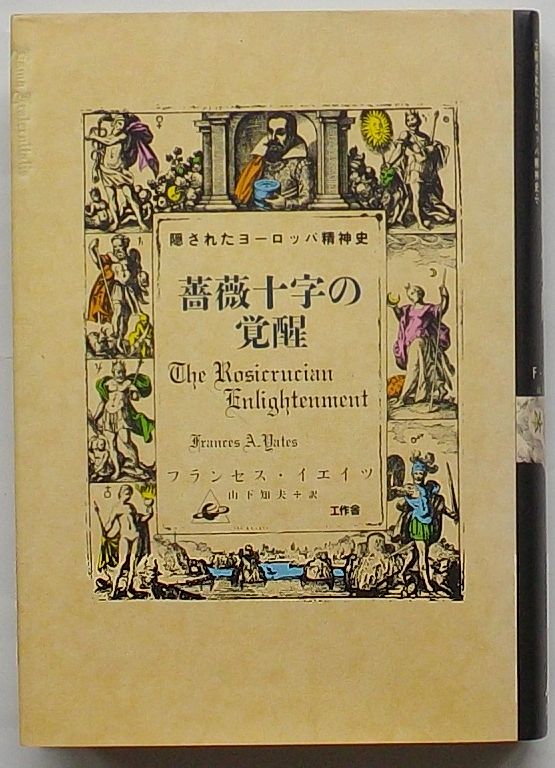 隠されたヨーロッパ精神史
薔薇十字の
覚醒
The Rosicrucian
Enlightenment
Frances A. Yates
フランセス・イエイツ
山下知夫+訳
工作舎
F・